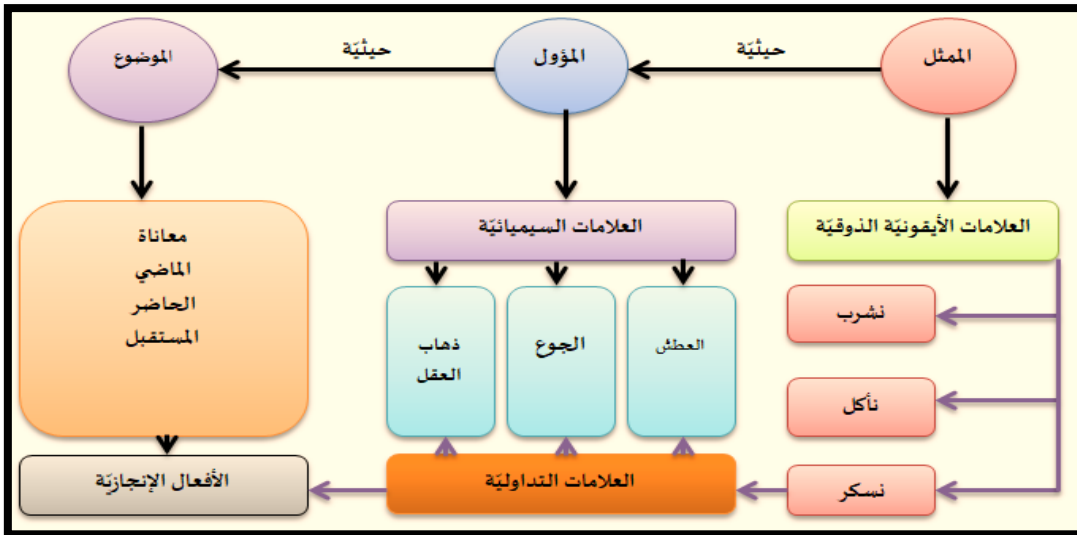 الممثل
حيثيّة
المؤول
حيثيّة
الموضوع
العلامات الأيقونيّة الذوقيّة
العلامات السيميائيّة
معاناة
الماضي
الحاضر
المستقبل
نشرب
نأكل
نسكر
العطش
الجوع
ذهاب
العقل
العلامات التداوليّة
الأفعال الإنجازيّة